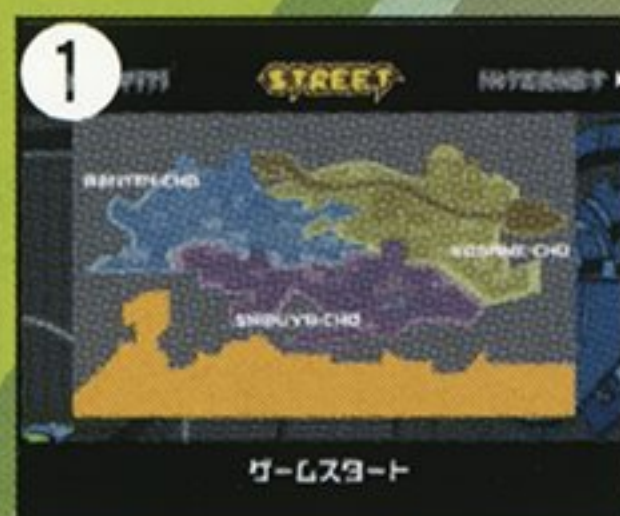 1
STREET
BENTEN-CHO
KOGANE-CHO
SHIBUYA-CHO
ゲームスタート